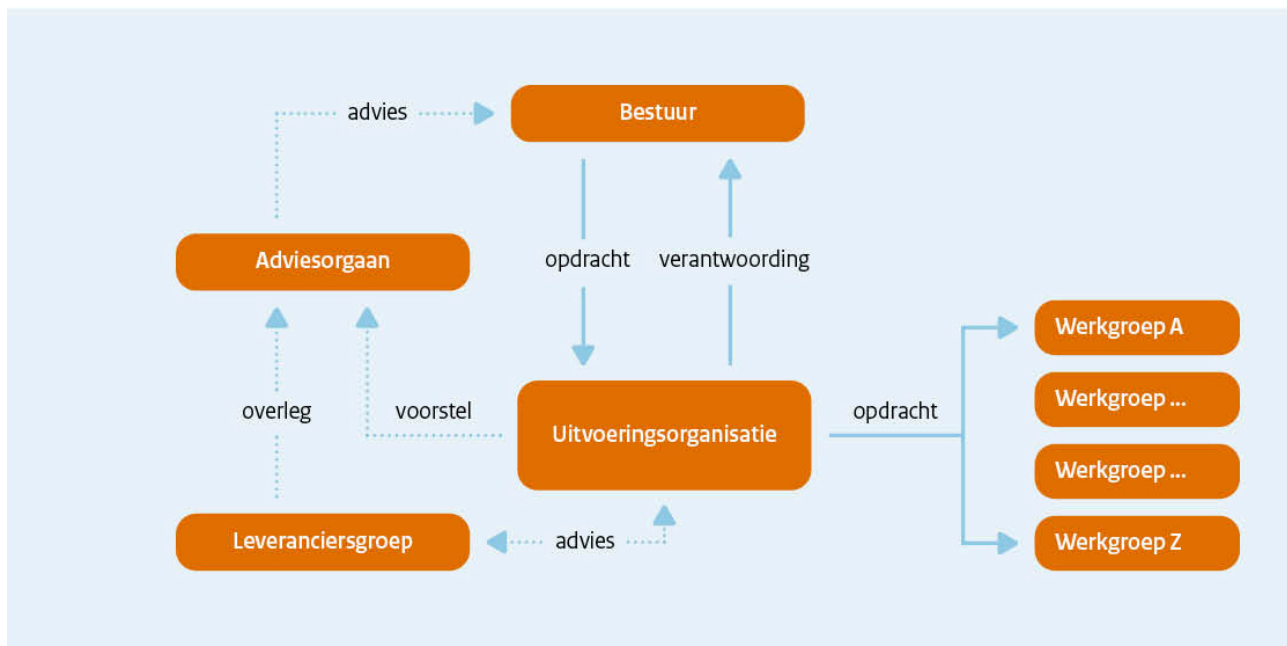 advies
Bestuur
Adviesorgaan
opdracht
verantwoording
Werkgroep A
overleg
voorstel
Uitvoeringsorganisatie
opdracht
Werkgroep ...
Werkgroep ...
Leveranciersgroep
advies
Werkgroep Z